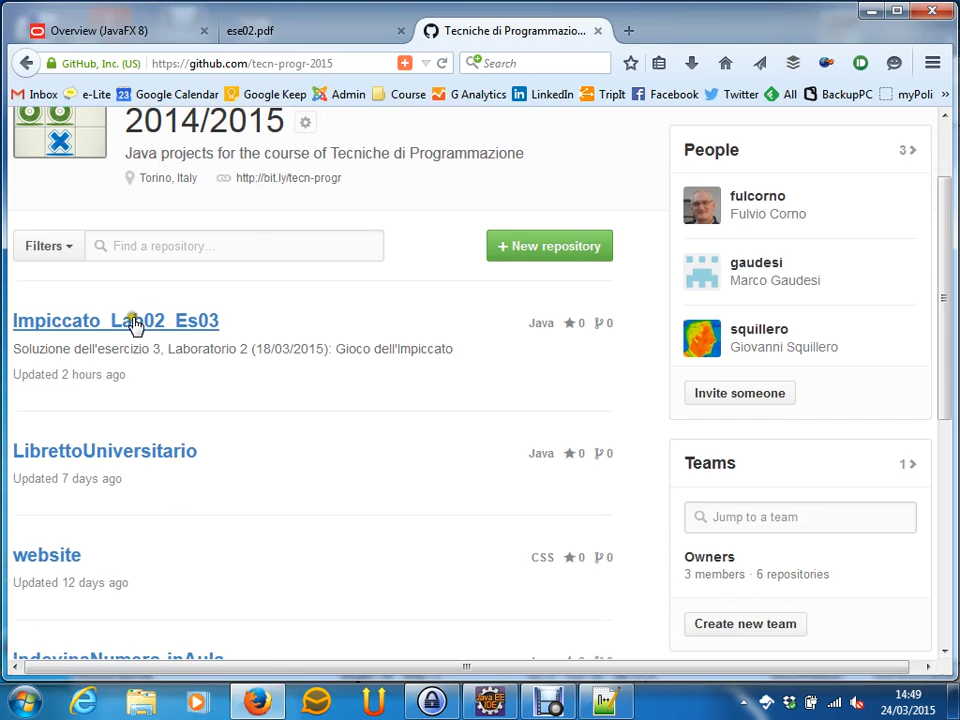 Overview (JavaFX 8)
ese02.pdf
Tecniche di Programmazio...
GitHub, Inc. (US)
https://github.com/tecn-progr-2015
Search
Inbox
e-Lite
23
Google Calendar
Google Keep
Admin
Course
G Analytics
LinkedIn
TripIt
Facebook
Twitter
All
BackupPC
myPoli
»
2014/2015
Java projects for the course of Tecniche di Programmazione
Torino, Italy
http://bit.ly/tecn-progr
Filters
Find a repository...
+ New repository
Impiccato_Lab02_Es03
Java 0 0
Soluzione dell'esercizio 3, Laboratorio 2 (18/03/2015): Gioco dell'Impiccato
Updated 2 hours ago
LibrettoUniversitario
Java 0 0
Updated 7 days ago
website
CSS 0 0
Updated 12 days ago
IndovinaNumero-inAula
People
3
fulcorno
Fulvio Corno
gaudesi
Marco Gaudesi
squillero
Giovanni Squillero
Invite someone
Teams
1
Jump to a team
Owners
3 members · 6 repositories
Create new team
Java EE
IDE
14:49
24/03/2015